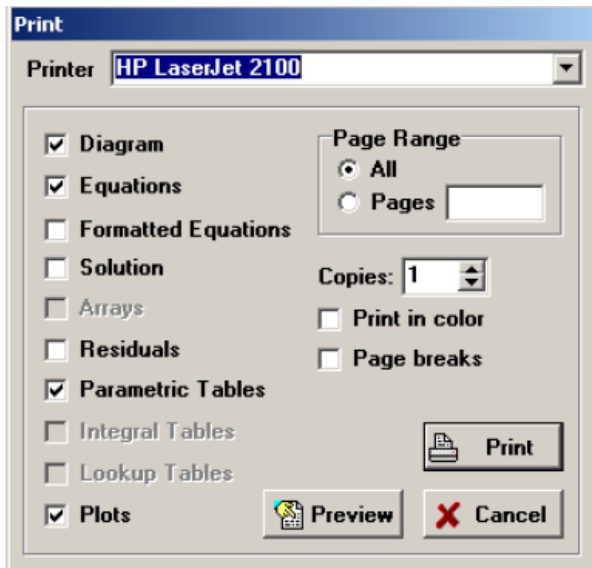 Print
Printer HP LaserJet 2100
Diagram
Equations
Formatted Equations
Solution
Arrays
Residuals
Parametric Tables
Integral Tables
Lookup Tables
Plots
Page Range
All
Pages
Copies: 1
Print in color
Page breaks
Print
Preview
Cancel